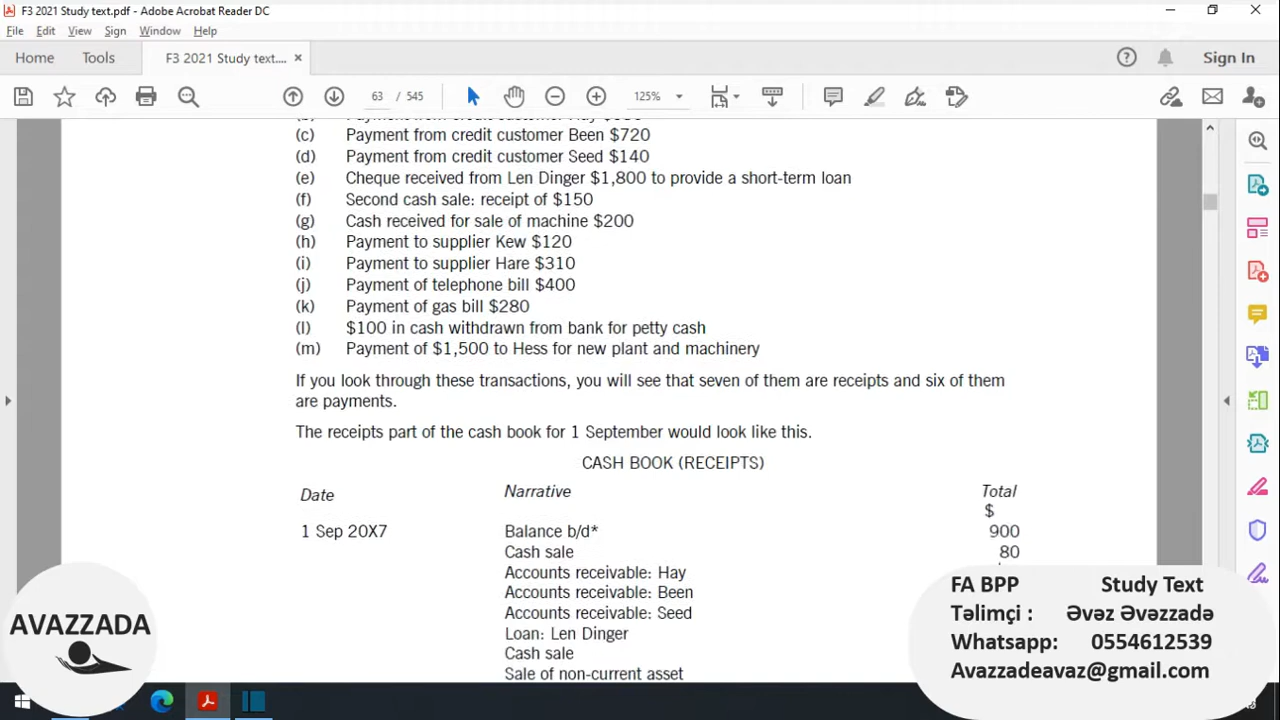 F3 2021 Study text.pdf - Adobe Acrobat Reader DC
File Edit View Sign Window Help
Home Tools F3 2021 Study text.... × Sign In
63 / 545 125%
(c) Payment from credit customer Been $720
(d) Payment from credit customer Seed $140
(e) Cheque received from Len Dinger $1,800 to provide a short-term loan
(f) Second cash sale: receipt of $150
(g) Cash received for sale of machine $200
(h) Payment to supplier Kew $120
(i) Payment to supplier Hare $310
(j) Payment of telephone bill $400
(k) Payment of gas bill $280
(l) $100 in cash withdrawn from bank for petty cash
(m) Payment of $1,500 to Hess for new plant and machinery
If you look through these transactions, you will see that seven of them are receipts and six of them
are payments.
The receipts part of the cash book for 1 September would look like this.
CASH BOOK (RECEIPTS)
Date Narrative Total
$
1 Sep 20X7 Balance b/d* 900
Cash sale 80
Accounts receivable: Hay
Accounts receivable: Been
Accounts receivable: Seed
Loan: Len Dinger
Cash sale
Sale of non-current asset
AVAZZADA
FA BPP Study Text
Təlimçi : Əvəz Əvəzzadə
Whatsapp: 0554612539
Avazzadeavaz@gmail.com